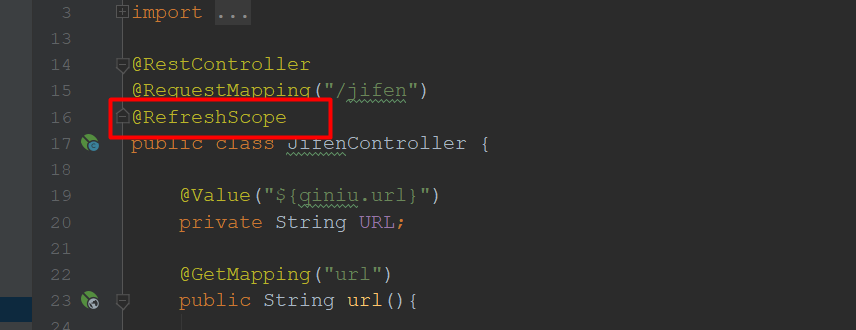 3 import ...
13
14 @RestController
15 @RequestMapping("/jifen")
16 @RefreshScope
17 public class JifenController {
18
19 @Value("${qiniu.url}")
20 private String URL;
21
22 @GetMapping("url")
23 public String url(){
24